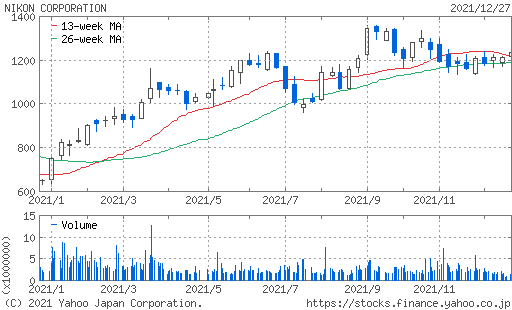 NIKON CORPORATION 2021/12/27
1400
13-week MA
26-week MA
1200
1000
800
600
2021/1 2021/3 2021/5 2021/7 2021/9 2021/11
15
Volume
10
5
0
(x1000000)
2021/1 2021/3 2021/5 2021/7 2021/9 2021/11
(C) 2021 Yahoo Japan Corporation. https://stocks.finance.yahoo.co.jp